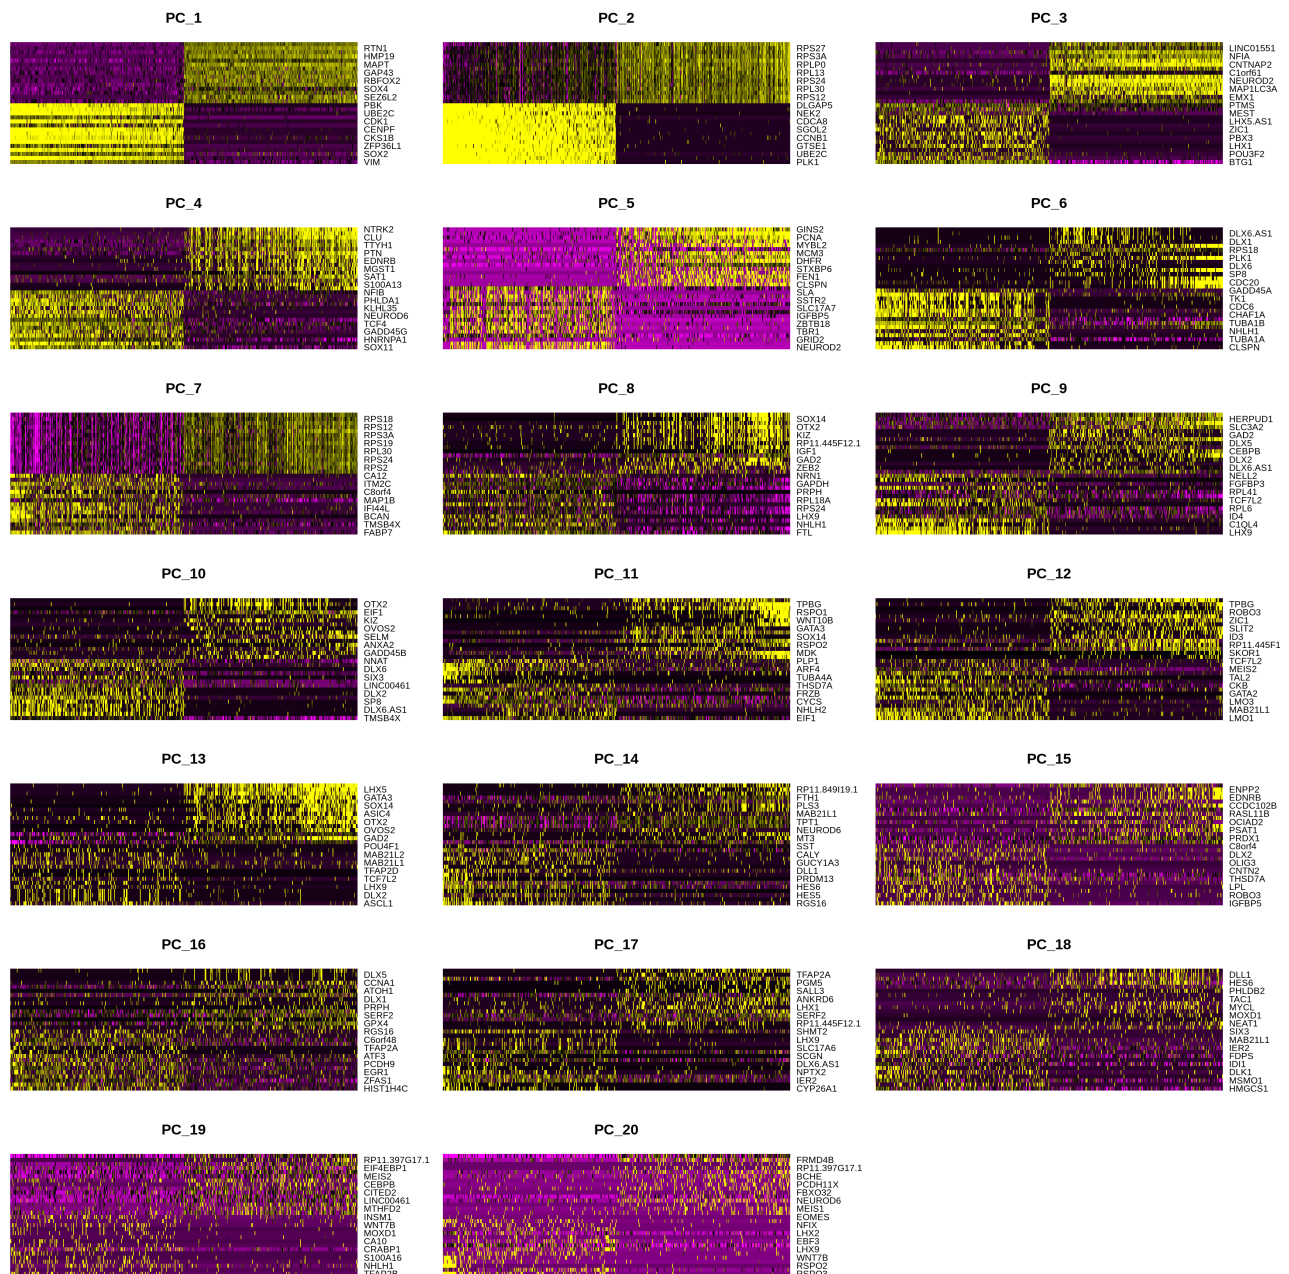 PC_1
RTN1
HMP19
MAPT
GAP43
RBFOX2
SOX4
SEZ6L2
PBK
UBE2C
CDK1
CENPF
CKS1B
ZFP36L1
SOX2
VIM
PC_2
RPS27
RPS3A
RPLP0
RPL13
RPS24
RPL30
RPS12
DLGAP5
NEK2
CDCA8
SGOL2
CCNB1
GTSE1
UBE2C
PLK1
PC_3
LINC01551
NFIA
CNTNAP2
C1orf61
NEUROD2
MAP1LC3A
EMX1
PTMS
MEST
LHX5.AS1
ZIC1
PBX3
LHX1
POU3F2
BTG1
PC_4
NTRK2
CLU
TTYH1
PTN
EDNRB
MGST1
SAT1
S100A13
NFIB
PHLDA1
KLHL35
NEUROD6
TCF4
GADD45G
HNRNPA1
SOX11
PC_5
GINS2
PCNA
MYBL2
MCM3
DHFR
STXBP6
FEN1
CLSPN
SLA
SSTR2
SLC17A7
IGFBP5
ZBTB18
TBR1
GRID2
NEUROD2
PC_6
DLX6.AS1
DLX1
RPS18
PLK1
DLX6
SP8
CDC20
GADD45A
TK1
CDC6
CHAF1A
TUBA1B
NHLH1
TUBA1A
CLSPN
PC_7
RPS18
RPS12
RPS3A
RPS19
RPL30
RPS24
RPS2
CA12
ITM2C
C8orf4
MAP1B
IFI44L
BCAN
TMSB4X
FABP7
PC_8
SOX14
OTX2
KIZ
RP11.445F12.1
IGF1
GAD2
ZEB2
NRN1
GAPDH
PRPH
RPL18A
RPS24
LHX9
NHLH1
FTL
PC_9
HERPUD1
SLC3A2
GAD2
DLX5
CEBPB
DLX2
DLX6.AS1
NELL2
FGFBP3
RPL41
TCF7L2
RPL6
ID4
C1QL4
LHX9
PC_10
OTX2
EIF1
KIZ
OVOS2
SELM
ANXA2
GADD45B
NNAT
DLX6
SIX3
LINC00461
DLX2
SP8
DLX6.AS1
TMSB4X
PC_11
TPBG
RSPO1
WNT10B
GATA3
SOX14
RSPO2
MDK
PLP1
ARF4
TUBA4A
THSD7A
FRZB
CYCS
NHLH2
EIF1
PC_12
TPBG
ROBO3
ZIC1
SLIT2
ID3
RP11.445F1
SKOR1
TCF7L2
MEIS2
TAL2
CKB
GATA2
LMO3
MAB21L1
LMO1
PC_13
LHX5
GATA3
SOX14
ASIC4
OTX2
OVOS2
GAD2
POU4F1
MAB21L2
MAB21L1
TFAP2D
TCF7L2
LHX9
DLX2
ASCL1
PC_14
RP11.849I19.1
FTH1
PLS3
MAB21L1
TPT1
NEUROD6
MT3
SST
CALY
GUCY1A3
DLL1
PRDM13
HES6
HES5
RGS16
PC_15
ENPP2
EDNRB
CCDC102B
RASL11B
OCIAD2
PSAT1
PRDX1
C8orf4
DLX2
OLIG3
CNTN2
THSD7A
LPL
ROBO3
IGFBP5
PC_16
DLX5
CCNA1
ATOH1
DLX1
PRPH
SERF2
GPX4
RGS16
C6orf48
TFAP2A
ATF3
PCDH9
EGR1
ZFAS1
HIST1H4C
PC_17
TFAP2A
PGM5
SALL3
ANKRD6
LHX1
SERF2
RP11.445F12.1
SHMT2
LHX9
SLC17A6
SCGN
DLX6.AS1
NPTX2
IER2
CYP26A1
PC_18
DLL1
HES6
PHLDB2
TAC1
MYCL
MOXD1
NEAT1
SIX3
MAB21L1
IER2
FDPS
IDI1
DLK1
MSMO1
HMGCS1
PC_19
RP11.397G17.1
EIF4EBP1
MEIS2
CEBPB
CITED2
LINC00461
MTHFD2
INSM1
WNT7B
MOXD1
CA10
CRABP1
S100A16
NHLH1
TFAP2B
PC_20
FRMD4B
RP11.397G17.1
BCHE
PCDH11X
FBXO32
NEUROD6
MEIS1
EOMES
NFIX
LHX2
EBF3
LHX9
WNT7B
RSPO2
RSPO3